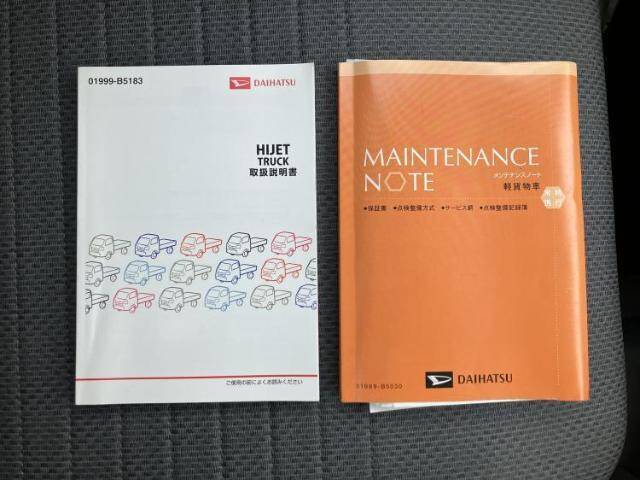 01999-B5183
DAIHATSU
HIJET
TRUCK
取扱説明書
ご使用の前によくお読みください
MAINTENANCE
NOTE
メンテナンスノート
軽貨物車
•保証書 •点検整備方式 •サービス網 •点検整備記録簿
DAIHATSU